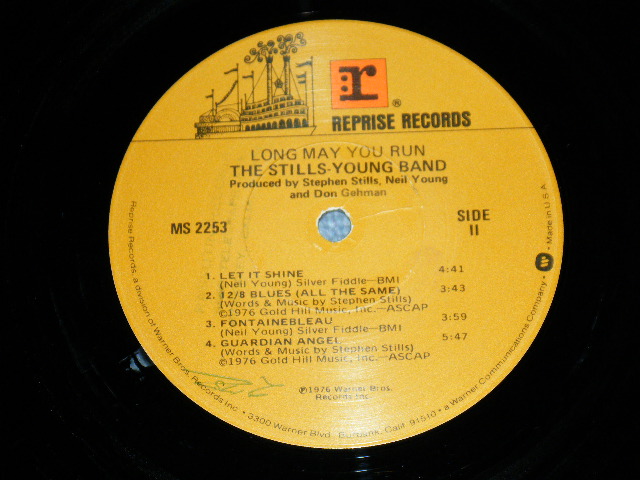 :r
®
REPRISE RECORDS
LONG MAY YOU RUN
THE STILLS-YOUNG BAND
Produced by Stephen Stills, Neil Young
and Don Gehman
MS 2253
SIDE
II
1. LET IT SHINE 4:41
(Neil Young) Silver Fiddle—BMI
2. 12/8 BLUES (ALL THE SAME) 3:43
(Words & Music by Stephen Stills)
©1976 Gold Hill Music, Inc.—ASCAP
3. FONTAINEBLEAU 3:59
(Neil Young) Silver Fiddle—BMI
4. GUARDIAN ANGEL 5:47
(Words & Music by Stephen Stills)
©1976 Gold Hill Music, Inc.—ASCAP
℗1976 Warner Bros.
Records Inc.
Reprise Records, a division of Warner Bros. Records Inc. • 3300 Warner Blvd., Burbank, Calif. 91510 • a Warner Communications Company • W • Made in U.S.A.